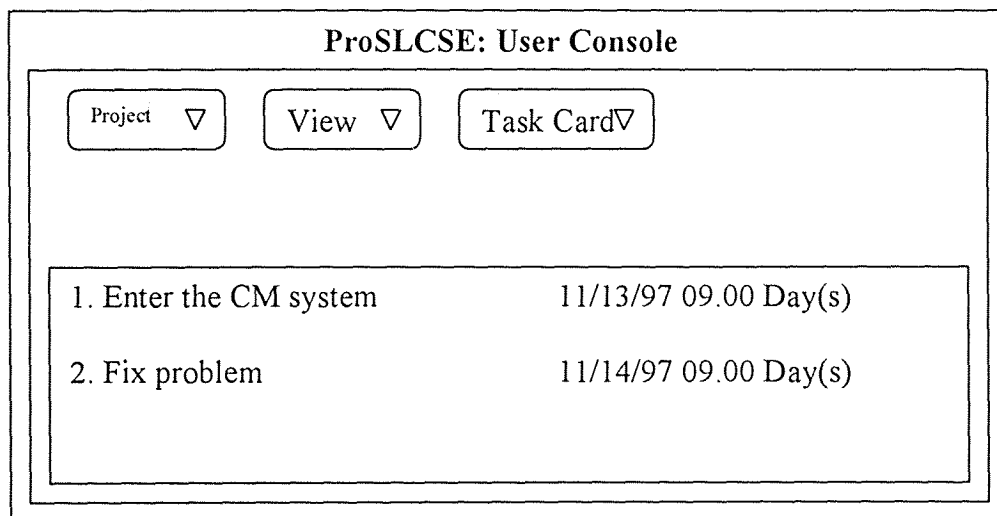 ProSLCSE: User Console
Project ▽ View ▽ Task Card▽
1. Enter the CM system 11/13/97 09.00 Day(s)
2. Fix problem 11/14/97 09.00 Day(s)